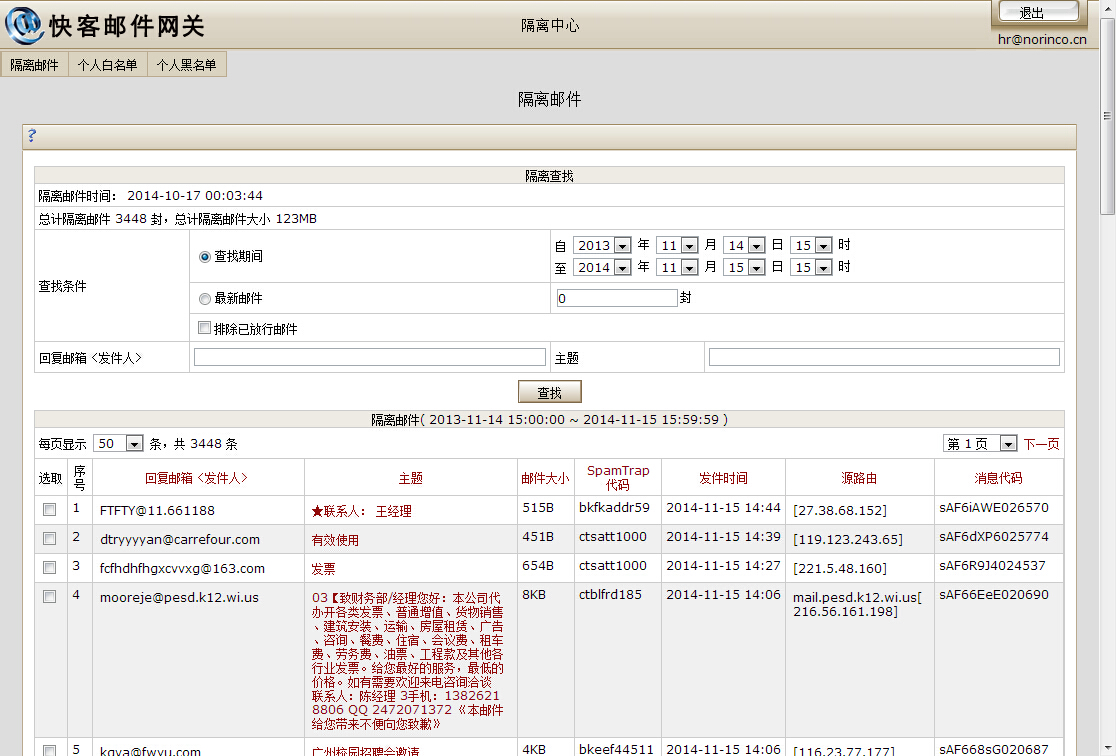 快客邮件网关
隔离中心
退出
hr@norinco.cn
隔离邮件 个人白名单 个人黑名单
隔离邮件
?
隔离查找
隔离邮件时间： 2014-10-17 00:03:44
总计隔离邮件 3448 封，总计隔离邮件大小 123MB
查找条件
查找期间
自 2013 年 11 月 14 日 15 时
至 2014 年 11 月 15 日 15 时
最新邮件 0 封
排除已放行邮件
回复邮箱〈发件人〉 主题
查找
隔离邮件( 2013-11-14 15:00:00 ~ 2014-11-15 15:59:59 )
每页显示 50 条，共 3448 条 第 1 页 下一页
选取 序号 回复邮箱〈发件人〉 主题 邮件大小 SpamTrap代码 发件时间 源路由 消息代码
1 FTFTY@11.661188 ★联系人： 王经理 515B bkfkaddr59 2014-11-15 14:44 [27.38.68.152] sAF6iAWE026570
2 dtryyyyan@carrefour.com 有效使用 451B ctsatt1000 2014-11-15 14:39 [119.123.243.65] sAF6dXP6025774
3 fcfhdhfhgxcvvxg@163.com 发票 654B ctsatt1000 2014-11-15 14:27 [221.5.48.160] sAF6R9J4024537
4 mooreje@pesd.k12.wi.us
03【致财务部/经理您好：本公司代
办开各类发票、普通增值、货物销售
、建筑安装、运输、房屋租赁、广告
、咨询、餐费、住宿、会议费、租车
费、劳务费、油票、工程款及其他各
行业发票。给您最好的服务，最低的
价格。如有需要欢迎来电咨询洽谈
联系人：陈经理 3手机：1382621
8806 QQ 2472071372《本邮件
给您带来不便向您致歉》
8KB ctblfrd185 2014-11-15 14:06
mail.pesd.k12.wi.us[
216.56.161.198]
sAF66EeE020690
5 kqya@fwyu.com 广州校园招聘会邀请 4KB bkeef44511 2014-11-15 14:06 [116.23.77.177] sAF668sG020687